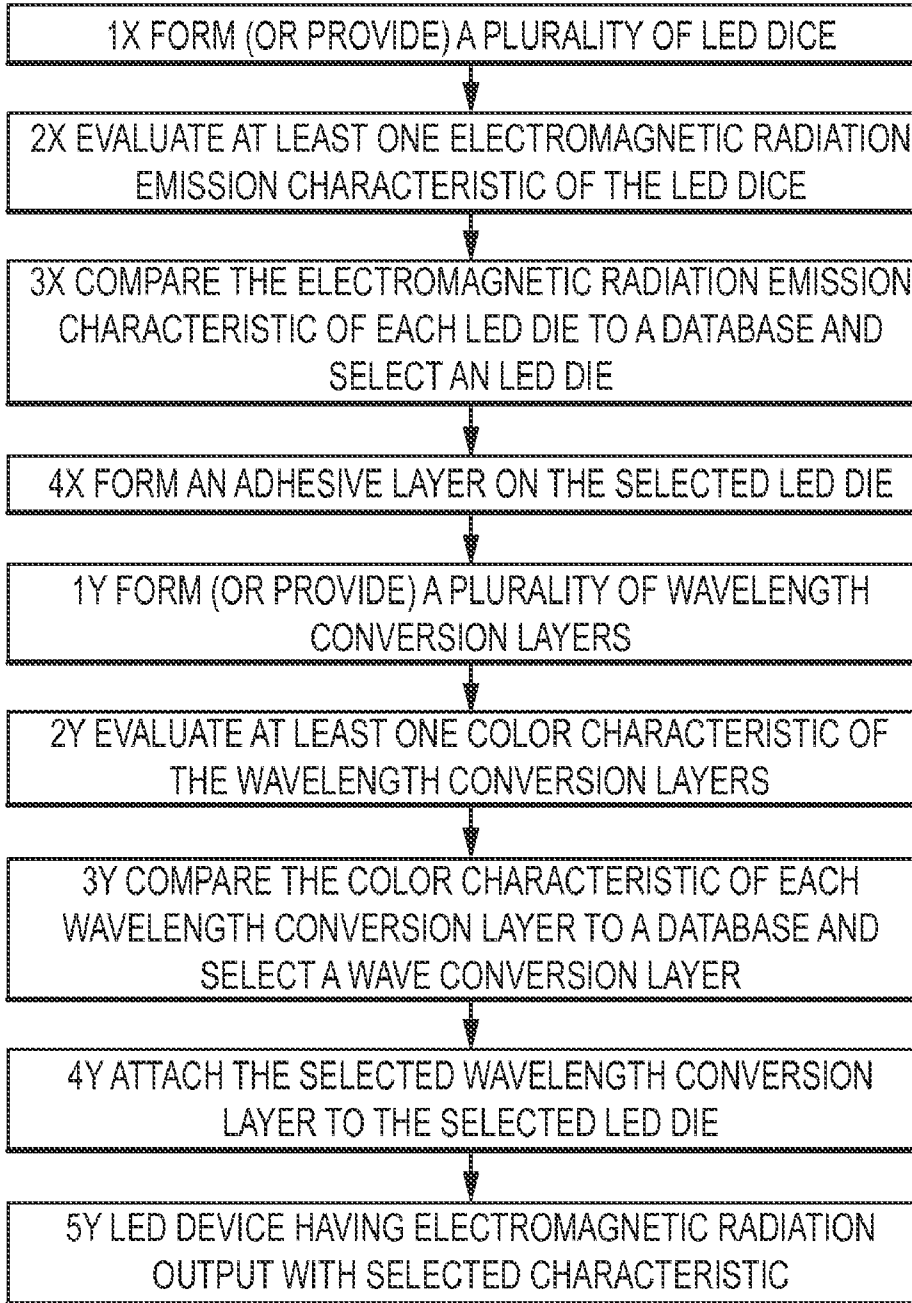 1X FORM (OR PROVIDE) A PLURALITY OF LED DICE
2X EVALUATE AT LEAST ONE ELECTROMAGNETIC RADIATION
EMISSION CHARACTERISTIC OF THE LED DICE
3X COMPARE THE ELECTROMAGNETIC RADIATION EMISSION
CHARACTERISTIC OF EACH LED DIE TO A DATABASE AND
SELECT AN LED DIE
4X FORM AN ADHESIVE LAYER ON THE SELECTED LED DIE
1Y FORM (OR PROVIDE) A PLURALITY OF WAVELENGTH
CONVERSION LAYERS
2Y EVALUATE AT LEAST ONE COLOR CHARACTERISTIC OF
THE WAVELENGTH CONVERSION LAYERS
3Y COMPARE THE COLOR CHARACTERISTIC OF EACH
WAVELENGTH CONVERSION LAYER TO A DATABASE AND
SELECT A WAVE CONVERSION LAYER
4Y ATTACH THE SELECTED WAVELENGTH CONVERSION
LAYER TO THE SELECTED LED DIE
5Y LED DEVICE HAVING ELECTROMAGNETIC RADIATION
OUTPUT WITH SELECTED CHARACTERISTIC